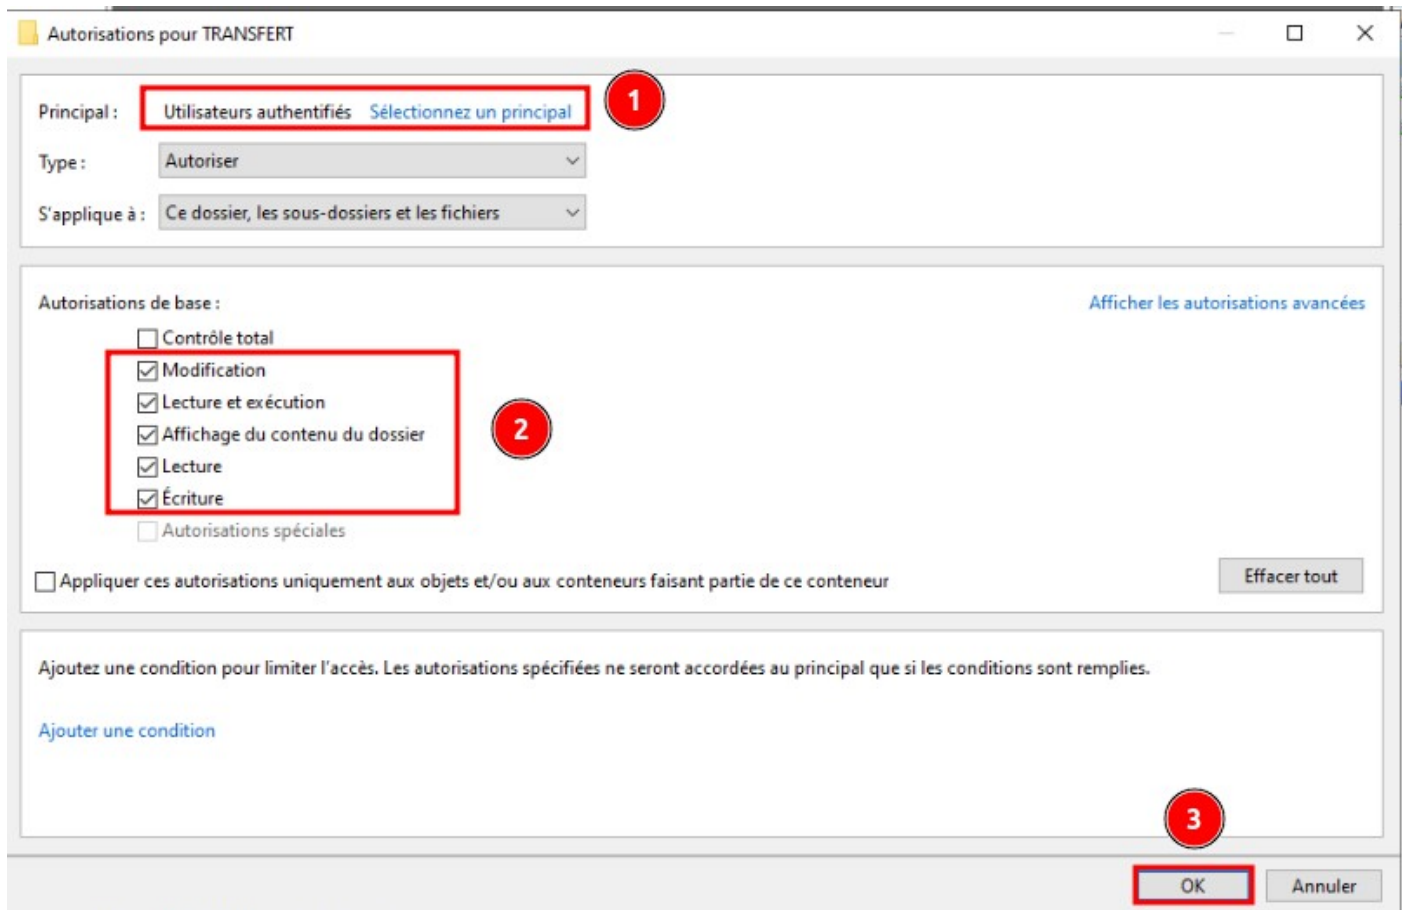 Autorisations pour TRANSFERT
Principal : Utilisateurs authentifiés Sélectionnez un principal 1
Type : Autoriser
S'applique à : Ce dossier, les sous-dossiers et les fichiers
Autorisations de base : Afficher les autorisations avancées
Contrôle total
Modification
Lecture et exécution
Affichage du contenu du dossier 2
Lecture
Écriture
Autorisations spéciales
Appliquer ces autorisations uniquement aux objets et/ou aux conteneurs faisant partie de ce conteneur Effacer tout
Ajoutez une condition pour limiter l'accès. Les autorisations spécifiées ne seront accordées au principal que si les conditions sont remplies.
Ajouter une condition
3
OK Annuler